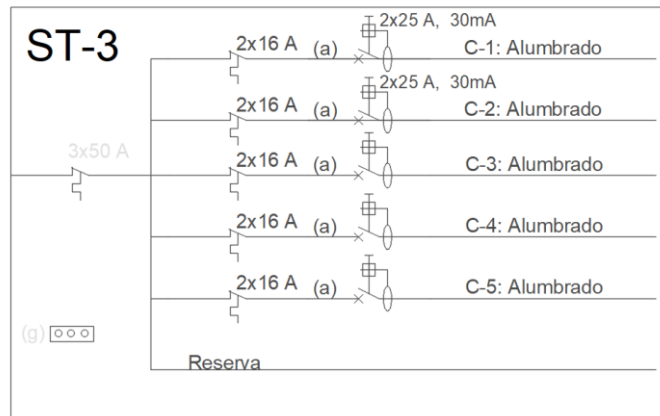 ST-3
2x25 A, 30mA
2x16 A (a) C-1: Alumbrado
2x25 A, 30mA
2x16 A (a) C-2: Alumbrado
3x50 A
2x16 A (a) C-3: Alumbrado
2x16 A (a) C-4: Alumbrado
2x16 A (a) C-5: Alumbrado
(g)
Reserva